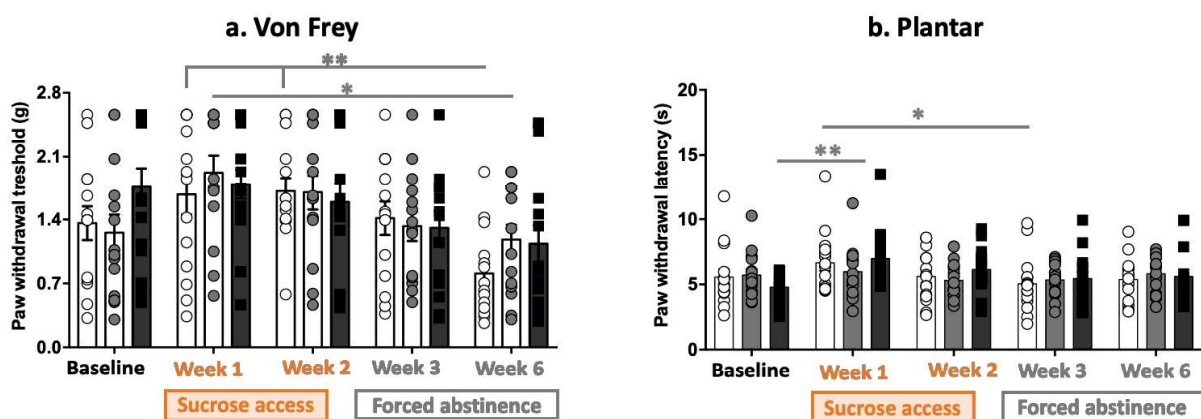 a. Von Frey
**
*
Paw withdrawal treshold (g)
2.8
2.1
1.4
0.7
0.0
Baseline Week 1 Week 2 Week 3 Week 6
Sucrose access Forced abstinence
b. Plantar
*
**
Paw withdrawal latency (s)
20
15
10
5
0
Baseline Week 1 Week 2 Week 3 Week 6
Sucrose access Forced abstinence